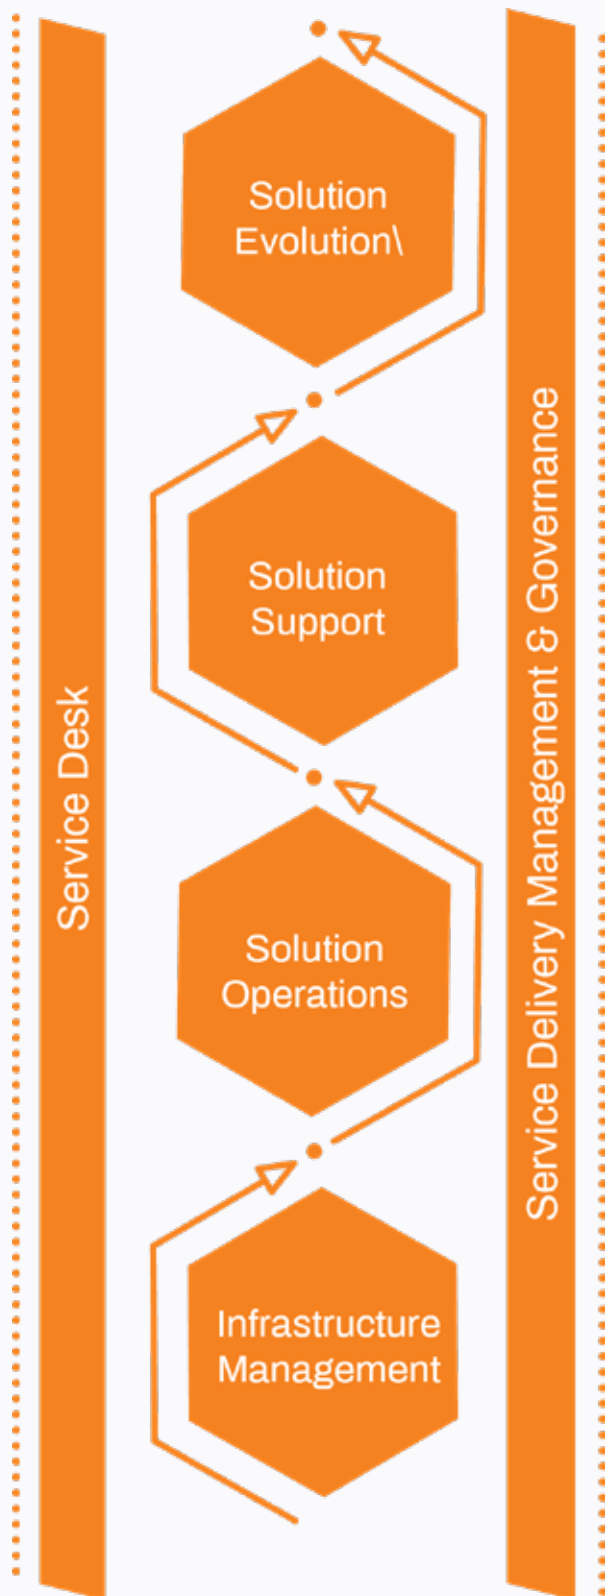 Solution
Evolution\
Solution
Support
Solution
Operations
Infrastructure
Management
Service Desk
Service Delivery Management & Governance